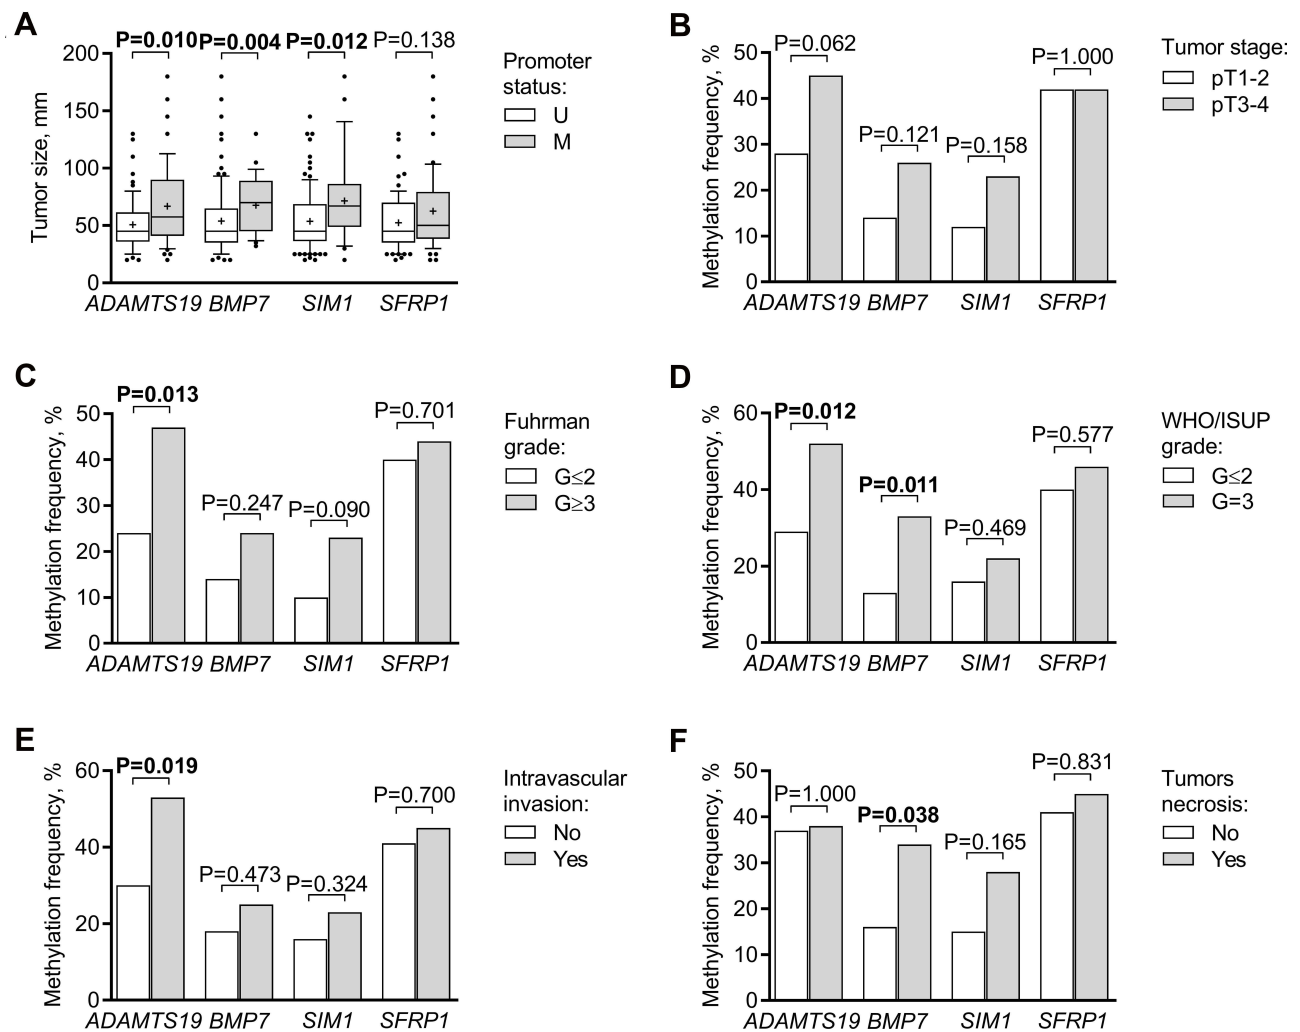 A
P=0.010 P=0.004 P=0.012 P=0.138
Tumor size, mm
200
150
100
50
0
ADAMTS19 BMP7 SIM1 SFRP1
Promoter
status:
U
M
B
P=0.062
P=0.121
P=0.158
P=1.000
Methylation frequency, %
50
40
30
20
10
0
ADAMTS19 BMP7 SIM1 SFRP1
Tumor stage:
pT1-2
pT3-4
C
P=0.013
P=0.247
P=0.090
P=0.701
Methylation frequency, %
50
40
30
20
10
0
ADAMTS19 BMP7 SIM1 SFRP1
Fuhrman
grade:
G≤2
G≥3
D
P=0.012
P=0.011
P=0.469
P=0.577
Methylation frequency, %
60
40
20
0
ADAMTS19 BMP7 SIM1 SFRP1
WHO/ISUP
grade:
G≤2
G=3
E
P=0.019
P=0.473
P=0.324
P=0.700
Methylation frequency, %
60
40
20
0
ADAMTS19 BMP7 SIM1 SFRP1
Intravascular
invasion:
No
Yes
F
P=1.000
P=0.038
P=0.165
P=0.831
Methylation frequency, %
50
40
30
20
10
0
ADAMTS19 BMP7 SIM1 SFRP1
Tumors
necrosis:
No
Yes